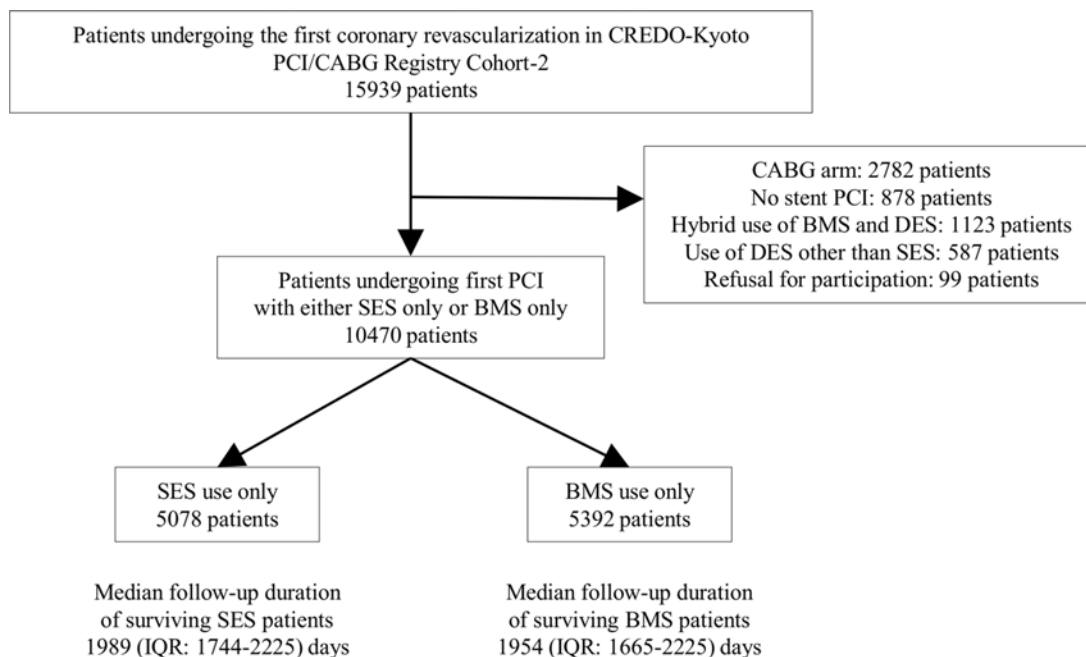 Patients undergoing the first coronary revascularization in CREDO-Kyoto
PCI/CABG Registry Cohort-2
15939 patients
CABG arm: 2782 patients
No stent PCI: 878 patients
Hybrid use of BMS and DES: 1123 patients
Use of DES other than SES: 587 patients
Refusal for participation: 99 patients
Patients undergoing first PCI
with either SES only or BMS only
10470 patients
SES use only
5078 patients
BMS use only
5392 patients
Median follow-up duration
of surviving SES patients
1989 (IQR: 1744-2225) days
Median follow-up duration
of surviving BMS patients
1954 (IQR: 1665-2225) days